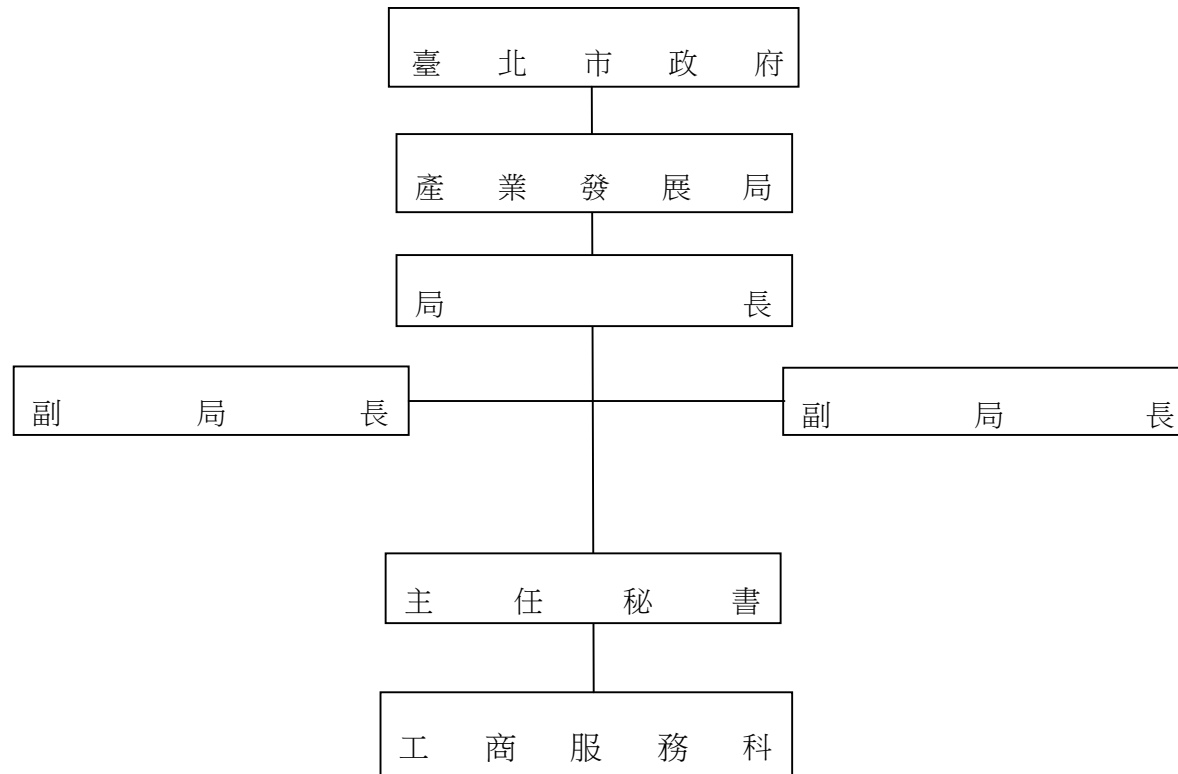 臺北市政府
產業發展局
局長
副局長
副局長
主任秘書
工商服務科